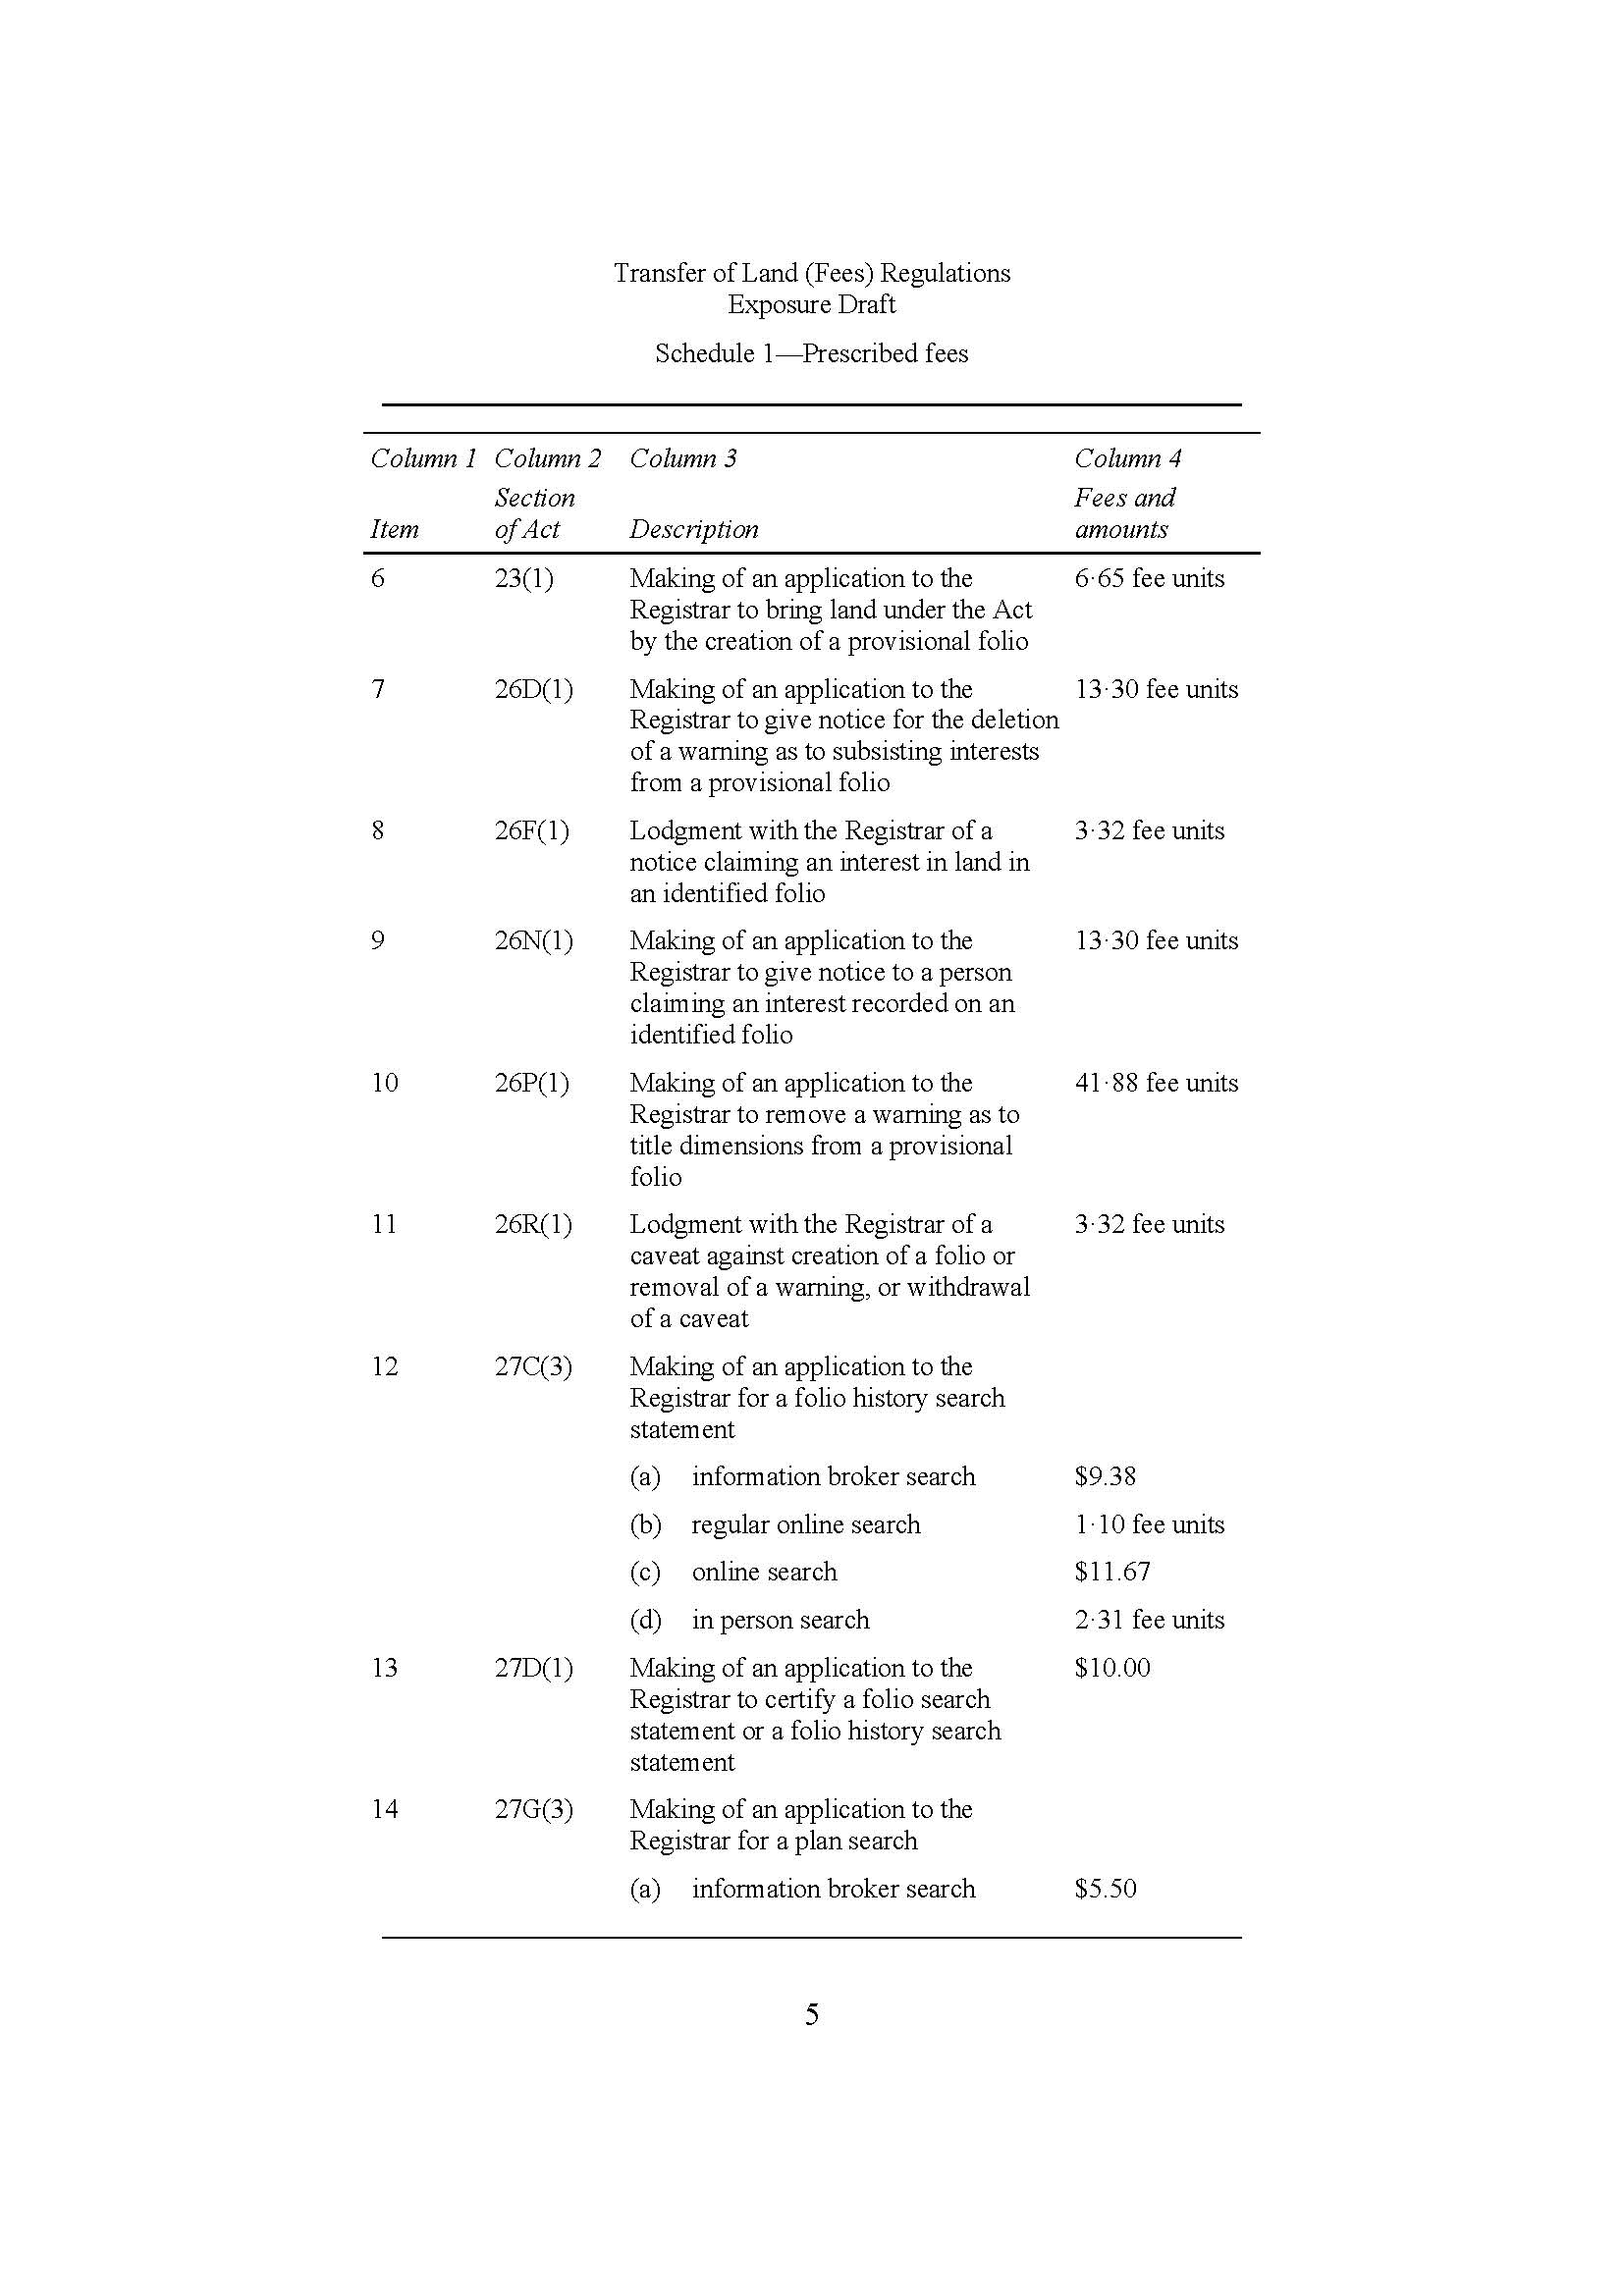 Transfer of Land (Fees) Regulations
Exposure Draft
Schedule 1—Prescribed fees
Column 1 Column 2 Column 3 Column 4
Section Fees and
Item of Act Description amounts
6 23(1) Making of an application to the 6·65 fee units
Registrar to bring land under the Act
by the creation of a provisional folio
7 26D(1) Making of an application to the 13·30 fee units
Registrar to give notice for the deletion
of a warning as to subsisting interests
from a provisional folio
8 26F(1) Lodgment with the Registrar of a 3·32 fee units
notice claiming an interest in land in
an identified folio
9 26N(1) Making of an application to the 13·30 fee units
Registrar to give notice to a person
claiming an interest recorded on an
identified folio
10 26P(1) Making of an application to the 41·88 fee units
Registrar to remove a warning as to
title dimensions from a provisional
folio
11 26R(1) Lodgment with the Registrar of a 3·32 fee units
caveat against creation of a folio or
removal of a warning, or withdrawal
of a caveat
12 27C(3) Making of an application to the
Registrar for a folio history search
statement
(a) information broker search $9.38
(b) regular online search 1·10 fee units
(c) online search $11.67
(d) in person search 2·31 fee units
13 27D(1) Making of an application to the $10.00
Registrar to certify a folio search
statement or a folio history search
statement
14 27G(3) Making of an application to the
Registrar for a plan search
(a) information broker search $5.50
5